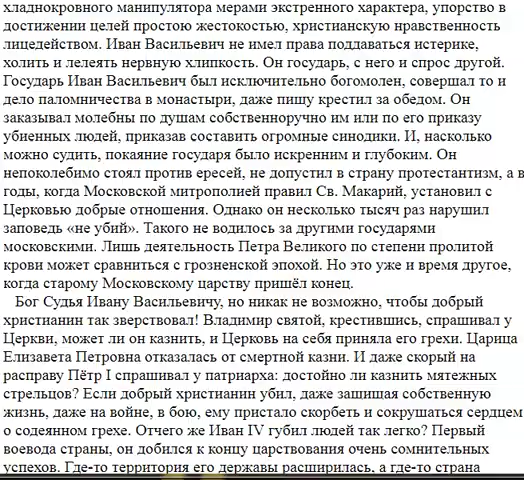 хладнокровного манипулятора мерами экстренного характера, упорство в
достижении целей простою жестокостью, христианскую нравственность
лицедейством. Иван Васильевич не имел права поддаваться истерике,
холить и лелеять нервную хлипкость. Он государь, с него и спрос другой.
Государь Иван Васильевич был исключительно богомолен, совершал то и
дело паломничества в монастыри, даже пищу крестил за обедом. Он
заказывал молебны по душам собственноручно им или по его приказу
убиенных людей, приказав составить огромные синодики. И, насколько
можно судить, покаяние государя было искренним и глубоким. Он
непоколебимо стоял против ересей, не допустил в страну протестантизм, а в
годы, когда Московской митрополией правил Св. Макарий, установил с
Церковью добрые отношения. Однако он несколько тысяч раз нарушил
заповедь «не убий». Такого не водилось за другими государями
московскими. Лишь деятельность Петра Великого по степени пролитой
крови может сравниться с грозненской эпохой. Но это уже и время другое,
когда старому Московскому царству пришёл конец.
Бог Судья Ивану Васильевичу, но никак не возможно, чтобы добрый
христианин так зверствовал! Владимир святой, крестившись, спрашивал у
Церкви, может ли он казнить, и Церковь на себя приняла его грехи. Царица
Елизавета Петровна отказалась от смертной казни. И даже скорый на
расправу Пётр I спрашивал у патриарха: достойно ли казнить мятежных
стрельцов? Если добрый христианин убил, даже защищая собственную
жизнь, даже на войне, в бою, ему пристало скорбеть и сокрушаться сердцем
о содеянном грехе. Отчего же Иван IV губил людей так легко? Первый
воевода страны, он добился к концу царствования очень сомнительных
успехов. Где-то территория его державы расширилась, а где-то страна